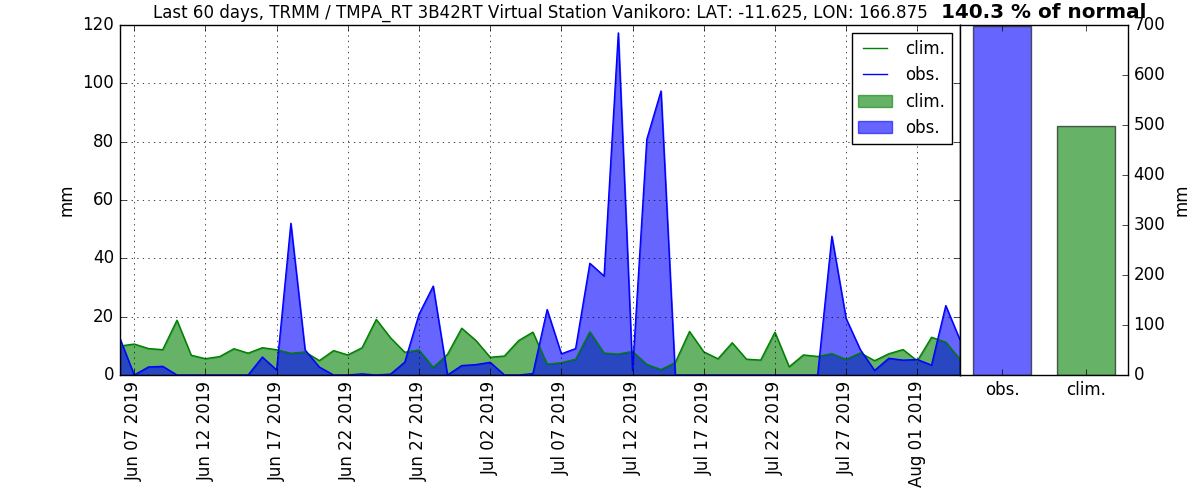 Last 60 days, TRMM / TMPA_RT 3B42RT Virtual Station Vanikoro: LAT: -11.625, LON: 166.875 140.3 % of normal
120
100
80
60
40
20
0
mm
clim.
obs.
clim.
obs.
700
600
500
400
300
200
100
0
mm
obs.
clim.
Jun 07 2019
Jun 12 2019
Jun 17 2019
Jun 22 2019
Jun 27 2019
Jul 02 2019
Jul 07 2019
Jul 12 2019
Jul 17 2019
Jul 22 2019
Jul 27 2019
Aug 01 2019